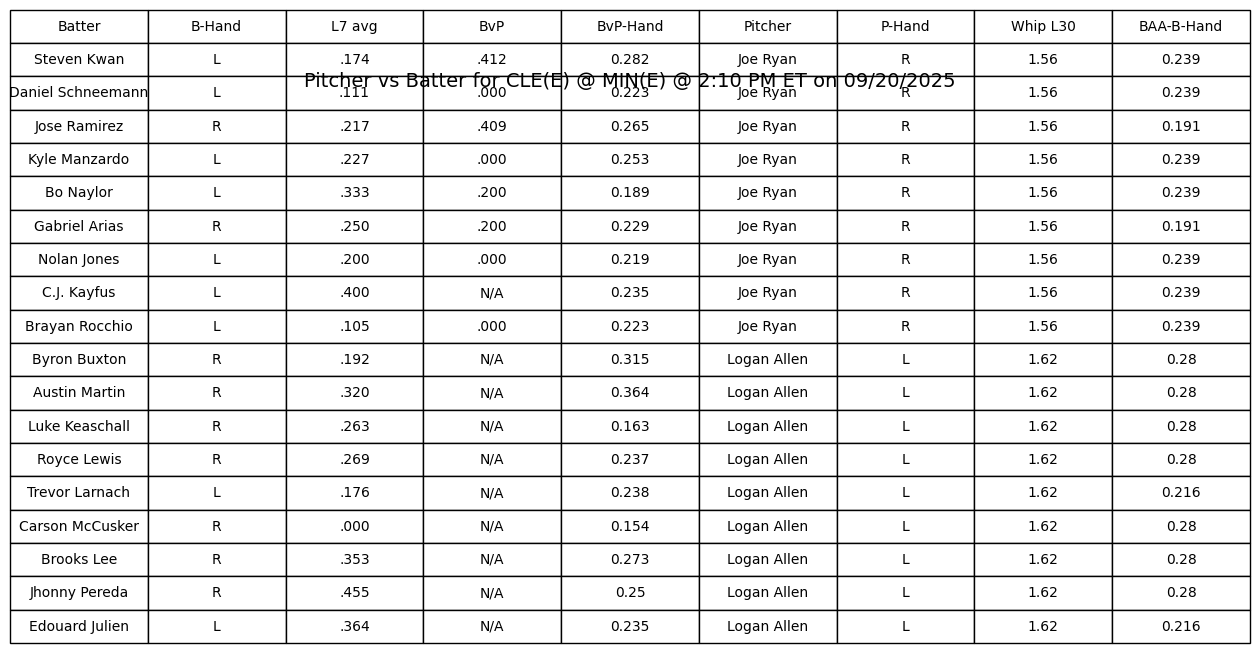 Batter B-Hand L7 avg BvP BvP-Hand Pitcher P-Hand Whip L30 BAA-B-Hand
Steven Kwan L .174 .412 0.282 Joe Ryan R 1.56 0.239
Pitcher vs Batter for CLE(E) @ MIN(E) @ 2:10 PM ET on 09/20/2025
Daniel Schneemann L .111 .000 0.223 Joe Ryan R 1.56 0.239
Jose Ramirez R .217 .409 0.265 Joe Ryan R 1.56 0.191
Kyle Manzardo L .227 .000 0.253 Joe Ryan R 1.56 0.239
Bo Naylor L .333 .200 0.189 Joe Ryan R 1.56 0.239
Gabriel Arias R .250 .200 0.229 Joe Ryan R 1.56 0.191
Nolan Jones L .200 .000 0.219 Joe Ryan R 1.56 0.239
C.J. Kayfus L .400 N/A 0.235 Joe Ryan R 1.56 0.239
Brayan Rocchio L .105 .000 0.223 Joe Ryan R 1.56 0.239
Byron Buxton R .192 N/A 0.315 Logan Allen L 1.62 0.28
Austin Martin R .320 N/A 0.364 Logan Allen L 1.62 0.28
Luke Keaschall R .263 N/A 0.163 Logan Allen L 1.62 0.28
Royce Lewis R .269 N/A 0.237 Logan Allen L 1.62 0.28
Trevor Larnach L .176 N/A 0.238 Logan Allen L 1.62 0.216
Carson McCusker R .000 N/A 0.154 Logan Allen L 1.62 0.28
Brooks Lee R .353 N/A 0.273 Logan Allen L 1.62 0.28
Jhonny Pereda R .455 N/A 0.25 Logan Allen L 1.62 0.28
Edouard Julien L .364 N/A 0.235 Logan Allen L 1.62 0.216